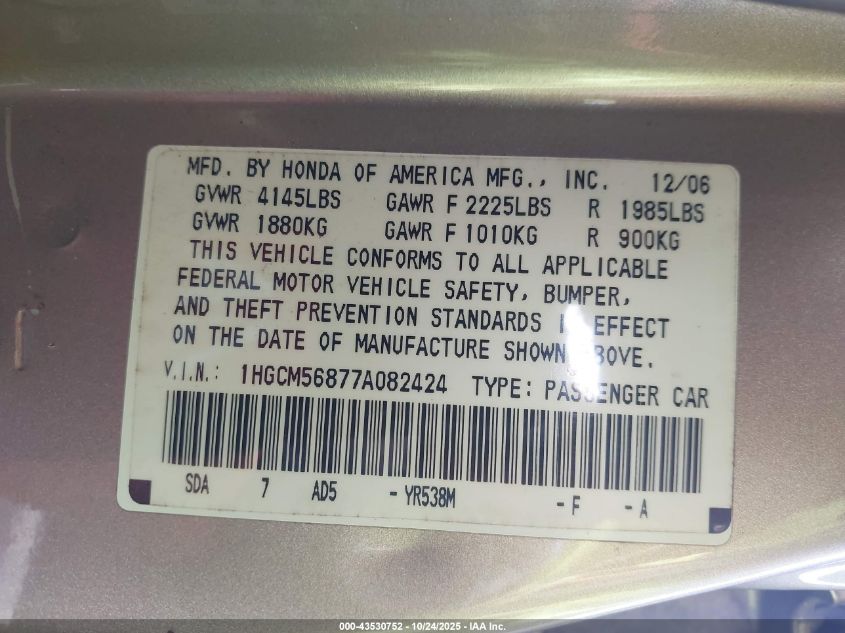 MFD. BY HONDA OF AMERICA MFG., INC. 12/06
GVWR 4145LBS GAWR F 2225LBS R 1985LBS
GVWR 1880KG GAWR F 1010KG R 900KG
THIS VEHICLE CONFORMS TO ALL APPLICABLE
FEDERAL MOTOR VEHICLE SAFETY, BUMPER,
AND THEFT PREVENTION STANDARDS IN EFFECT
ON THE DATE OF MANUFACTURE SHOWN ABOVE.
V.I.N.: 1HGCM56877A082424 TYPE: PASSENGER CAR
SDA 7 AD5 -YR538M -F -A
000-43530752 - 10/24/2025 - IAA Inc.